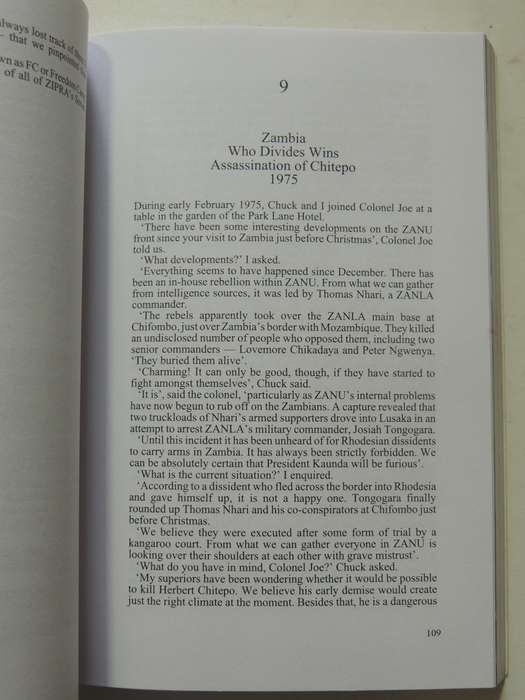 always lost track of
– that we pinpointed
wn as FC or Freedom
of all of ZIPRA's
9
Zambia
Who Divides Wins
Assassination of Chitepo
1975
During early February 1975, Chuck and I joined Colonel Joe at a
table in the garden of the Park Lane Hotel.
'There have been some interesting developments on the ZANU
front since your visit to Zambia just before Christmas', Colonel Joe
told us.
'What developments?' I asked.
'Everything seems to have happened since December. There has
been an in-house rebellion within ZANU. From what we can gather
from intelligence sources, it was led by Thomas Nhari, a ZANLA
commander.
'The rebels apparently took over the ZANLA main base at
Chifombo, just over Zambia's border with Mozambique. They killed
an undisclosed number of people who opposed them, including two
senior commanders — Lovemore Chikadaya and Peter Ngwenya.
'They buried them alive'.
'Charming! It can only be good, though, if they have started to
fight amongst themselves', Chuck said.
'It is', said the colonel, 'particularly as ZANU's internal problems
have now begun to rub off on the Zambians. A capture revealed that
two truckloads of Nhari's armed supporters drove into Lusaka in an
attempt to arrest ZANLA's military commander, Josiah Tongogara.
'Until this incident it has been unheard of for Rhodesian dissidents
to carry arms in Zambia. It has always been strictly forbidden. We
can be absolutely certain that President Kaunda will be furious'.
'What is the current situation?' I enquired.
'According to a dissident who fled across the border into Rhodesia
and gave himself up, it is not a happy one. Tongogara finally
rounded up Thomas Nhari and his co-conspirators at Chifombo just
before Christmas.
'We believe they were executed after some form of trial by a
kangaroo court. From what we can gather everyone in ZANU is
looking over their shoulders at each other with grave mistrust'.
'What do you have in mind, Colonel Joe?' Chuck asked.
'My superiors have been wondering whether it would be possible
to kill Herbert Chitepo. We believe his early demise would create
just the right climate at the moment. Besides that, he is a dangerous
109